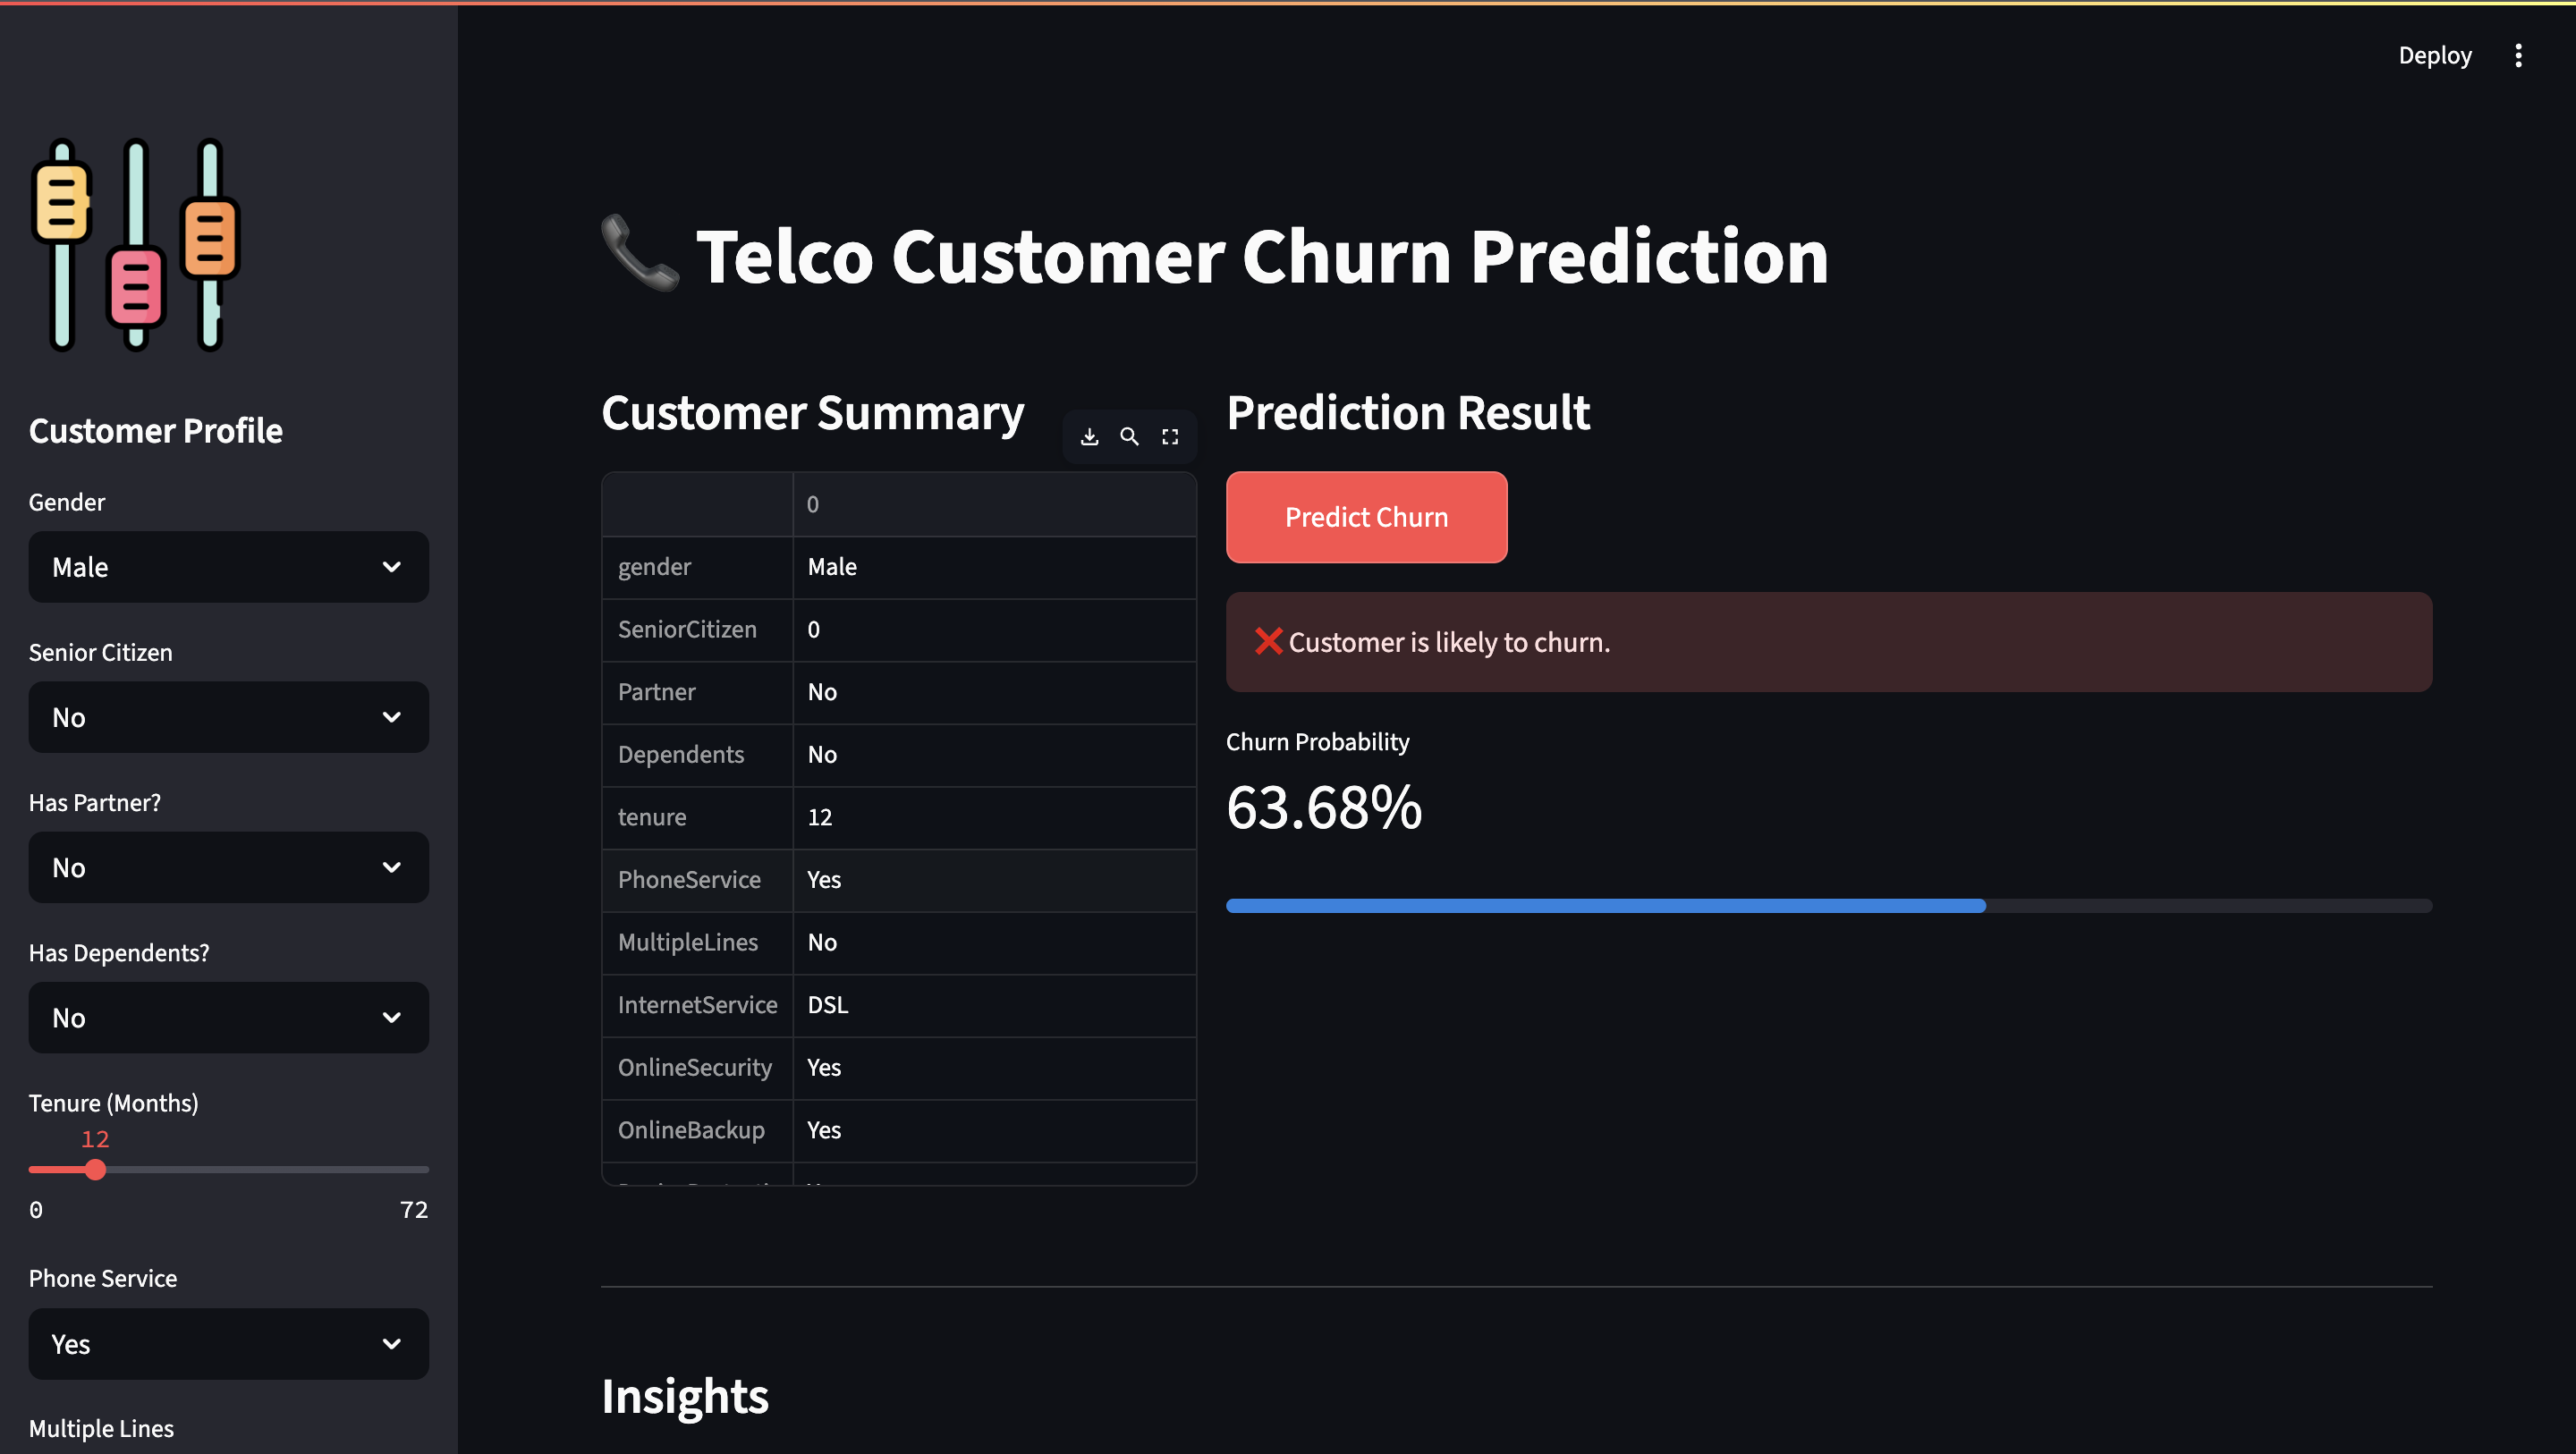 Deploy
Customer Profile
Gender
Male
Senior Citizen
No
Has Partner?
No
Has Dependents?
No
Tenure (Months)
12
0 72
Phone Service
Yes
Multiple Lines
Telco Customer Churn Prediction
Customer Summary
0
gender Male
SeniorCitizen 0
Partner No
Dependents No
tenure 12
PhoneService Yes
MultipleLines No
InternetService DSL
OnlineSecurity Yes
OnlineBackup Yes
Prediction Result
Predict Churn
Customer is likely to churn.
Churn Probability
63.68%
Insights